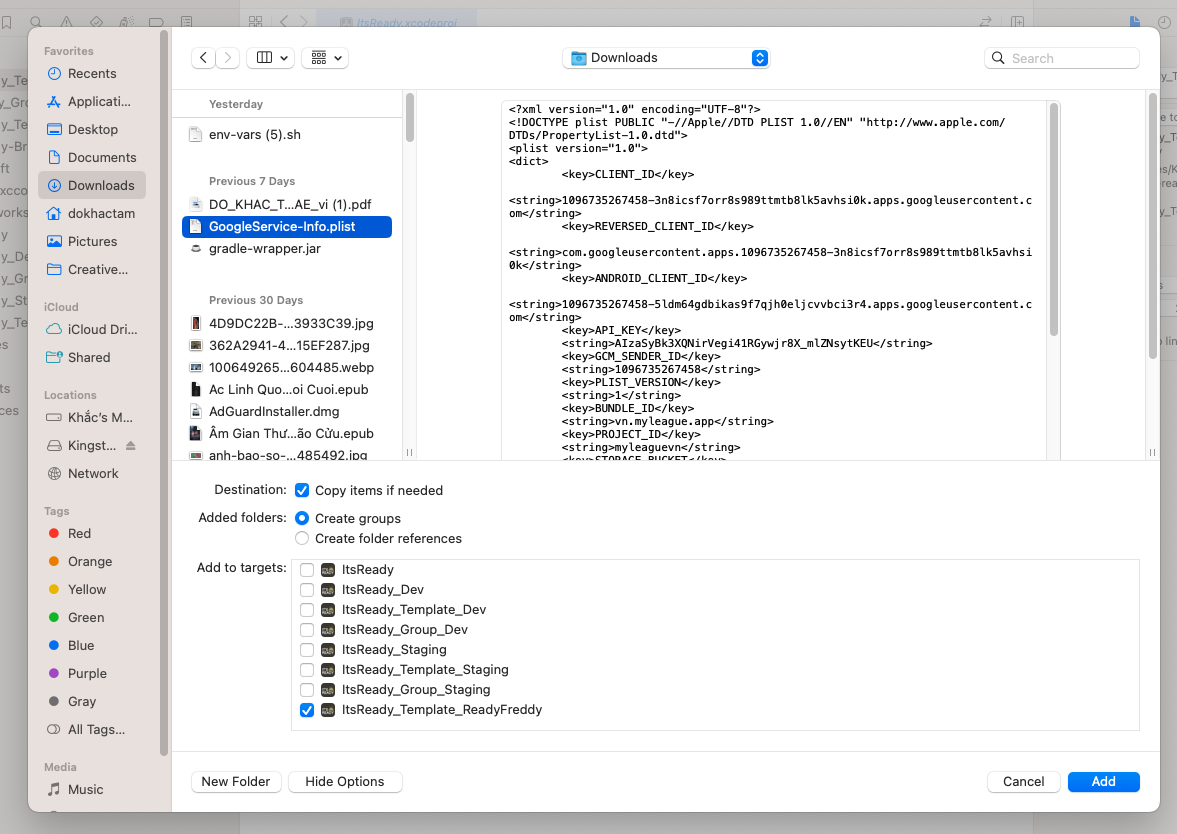 ItsReady.xcodeproj
Favorites
Recents
Applicati...
Desktop
Documents
Downloads
dokhactam
Pictures
Creative...
iCloud
iCloud Dri...
Shared
Locations
Khắc's M...
Kingst...
Network
Tags
Red
Orange
Yellow
Green
Blue
Purple
Gray
All Tags...
Media
Music
Downloads
Search
Yesterday
env-vars (5).sh
Previous 7 Days
DO_KHAC_T...AE_vi (1).pdf
GoogleService-Info.plist
gradle-wrapper.jar
Previous 30 Days
4D9DC22B-...3933C39.jpg
362A2941-4...15EF287.jpg
100649265...604485.webp
Ac Linh Quo...oi Cuoi.epub
AdGuardInstaller.dmg
Âm Gian Thư...ão Cửu.epub
anh-bao-so-...485492.jpg
<?xml version="1.0" encoding="UTF-8"?>
<!DOCTYPE plist PUBLIC "-//Apple//DTD PLIST 1.0//EN" "http://www.apple.com/
DTDs/PropertyList-1.0.dtd">
<plist version="1.0">
<dict>
<key>CLIENT_ID</key>
<string>1096735267458-3n8icsf7orr8s989ttmtb8lk5avhsi0k.apps.googleusercontent.c
om</string>
<key>REVERSED_CLIENT_ID</key>
<string>com.googleusercontent.apps.1096735267458-3n8icsf7orr8s989ttmtb8lk5avhsi
0k</string>
<key>ANDROID_CLIENT_ID</key>
<string>1096735267458-5ldm64gdbikas9f7qjh0eljcvvbci3r4.apps.googleusercontent.c
om</string>
<key>API_KEY</key>
<string>AIzaSyBk3XQNirVegi41RGywjr8X_mlZNsytKEU</string>
<key>GCM_SENDER_ID</key>
<string>1096735267458</string>
<key>PLIST_VERSION</key>
<string>1</string>
<key>BUNDLE_ID</key>
<string>vn.myleague.app</string>
<key>PROJECT_ID</key>
<string>myleaguevn</string>
<key>STORAGE_BUCKET</key>
Destination:
Copy items if needed
Added folders:
Create groups
Create folder references
Add to targets:
ItsReady
ItsReady_Dev
ItsReady_Template_Dev
ItsReady_Group_Dev
ItsReady_Staging
ItsReady_Template_Staging
ItsReady_Group_Staging
ItsReady_Template_ReadyFreddy
New Folder
Hide Options
Cancel
Add